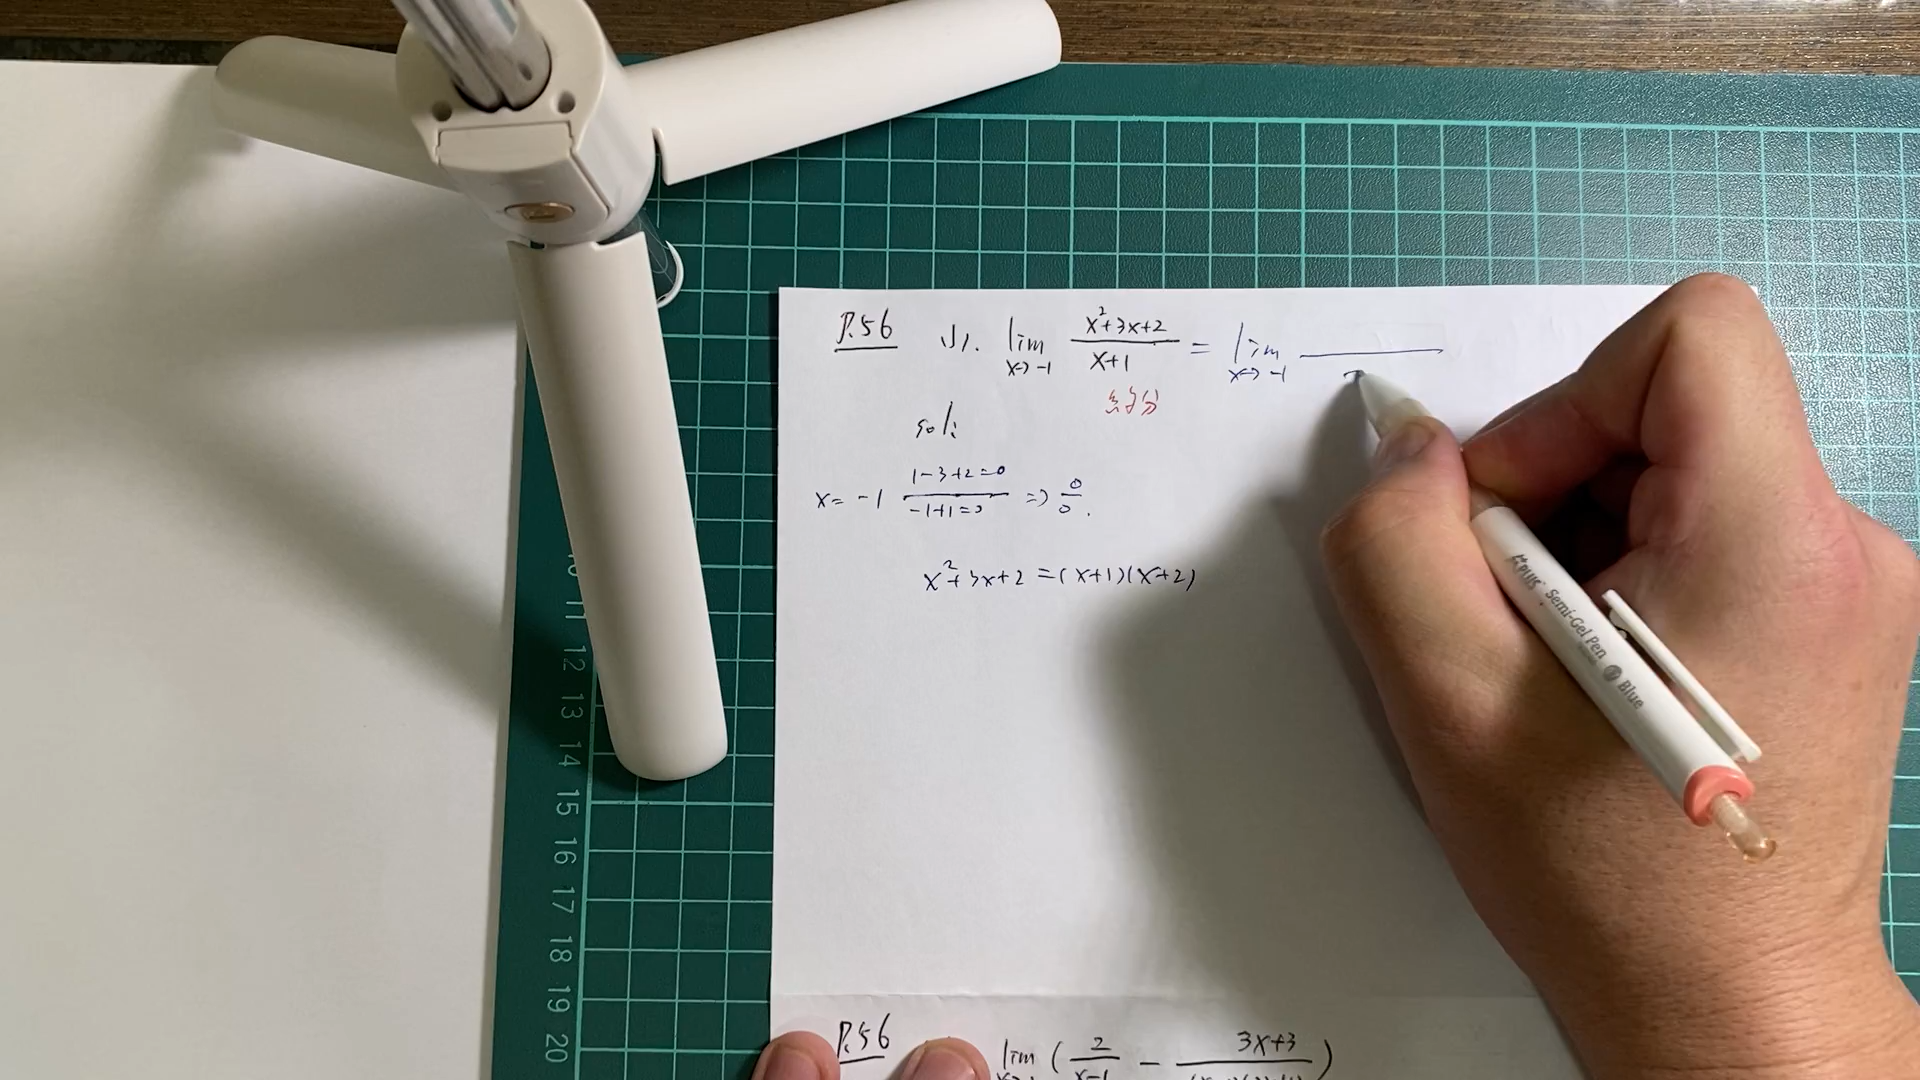 P.56 (1). lim x→-1 x²+3x+2 / x+1 = lim x→-1
sol:
x = -1 1-3+2=0 / -1+1=0 => 0/0.
x²+3x+2 =(x+1)(x+2)
P.56 lim ( 2 / x-1 - 3x+3
APLUS Semi-Gel Pen Blue
11
12
13
14
15
16
17
18
19
20